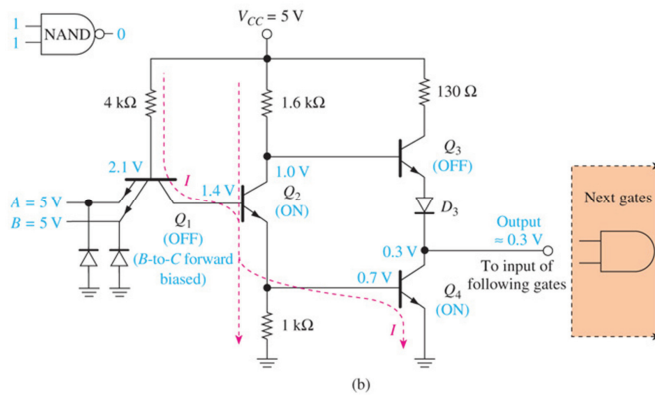 1
1
NAND
0
V_CC = 5 V
4 kΩ
1.6 kΩ
130 Ω
2.1 V
I
1.4 V
1.0 V
Q3
(OFF)
A = 5 V
B = 5 V
Q1
(OFF)
(B-to-C forward
biased)
Q2
(ON)
D3
0.3 V
Output
≈ 0.3 V
To input of
following gates
Next gates
0.7 V
Q4
(ON)
1 kΩ
I
(b)